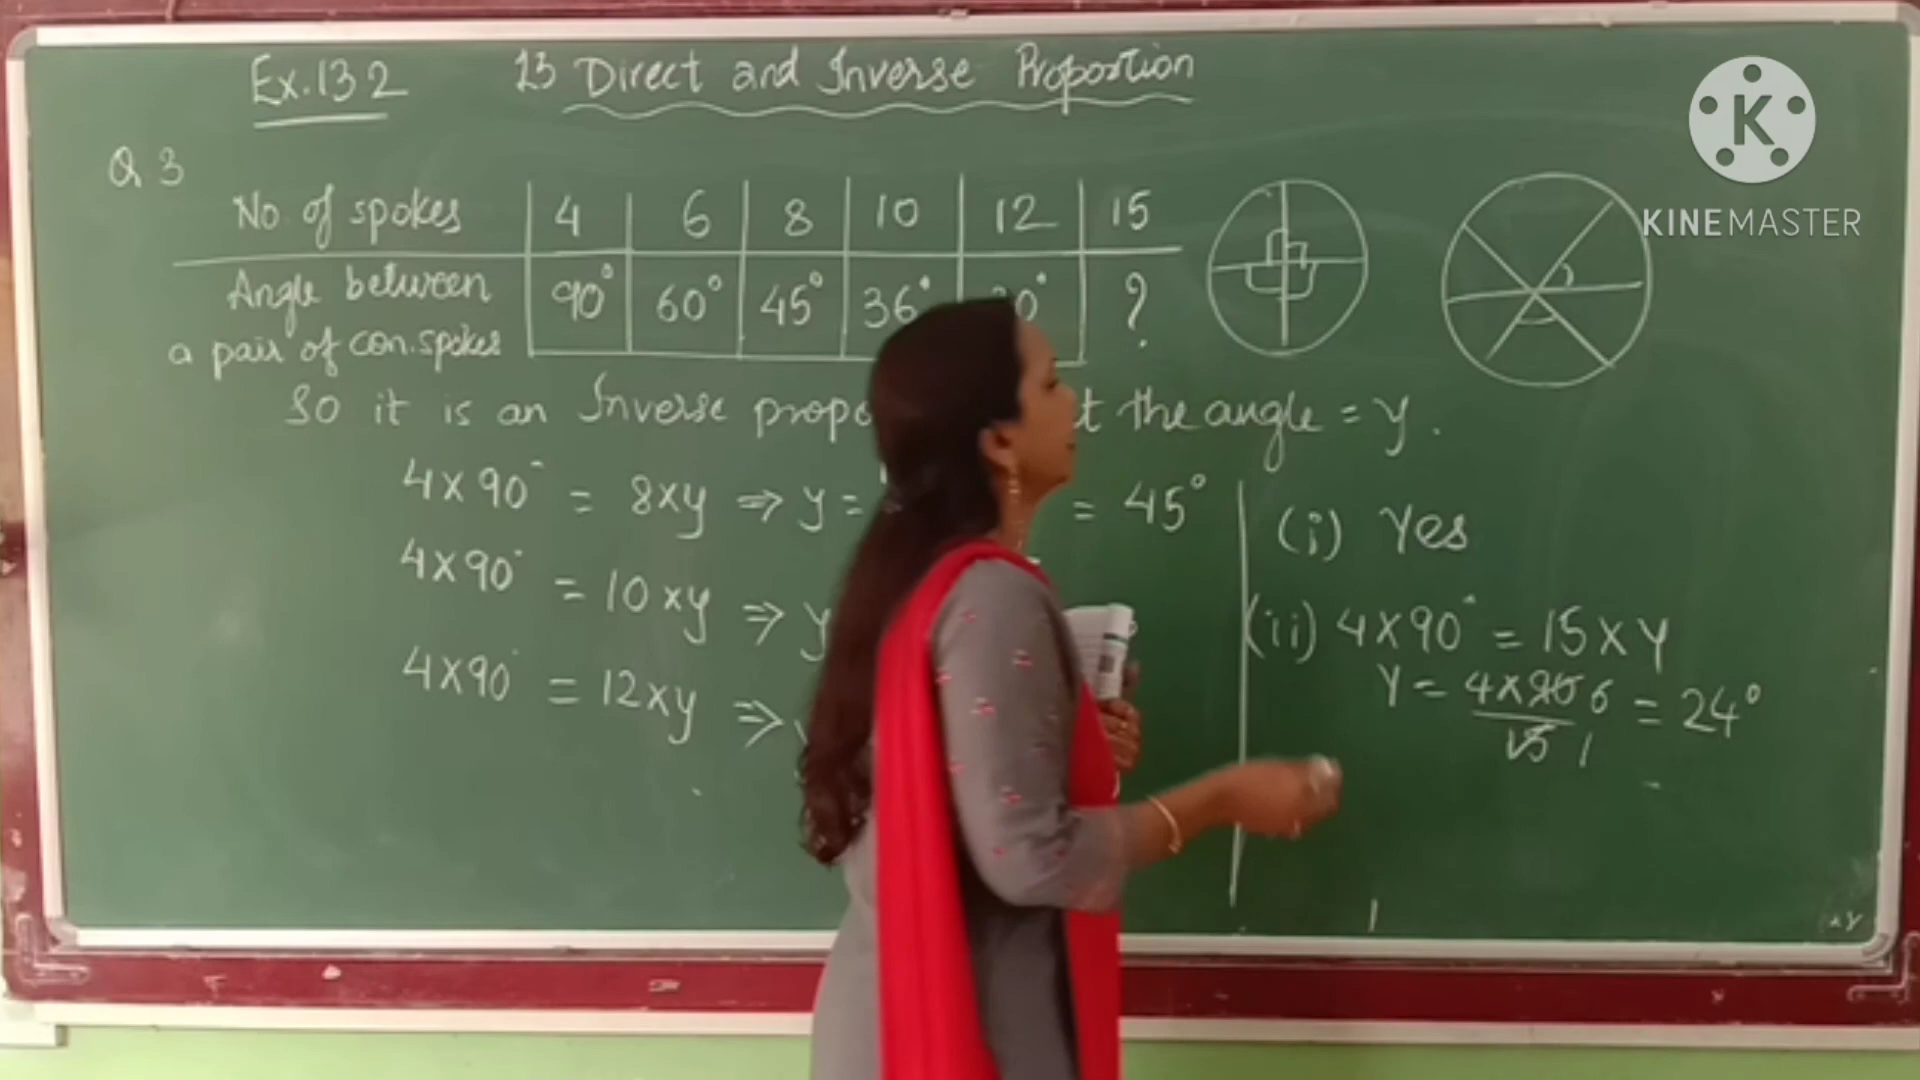 Ex.13 2 13 Direct and Inverse Proportion
Q 3
No. of spokes 4 6 8 10 12 15
Angle between 90° 60° 45° 36° 0° ?
a pair of con. spokes
So it is an Inverse propo t the angle = y.
4 × 90° = 8×y ⇒ y = = 45°
4 × 90° = 10 ×y ⇒ y
4 × 90° = 12×y ⇒
(i) Yes
(ii) 4 × 90° = 15 × Y
Y = 4 × 90 6 = 24°
15 1
KINEMASTER